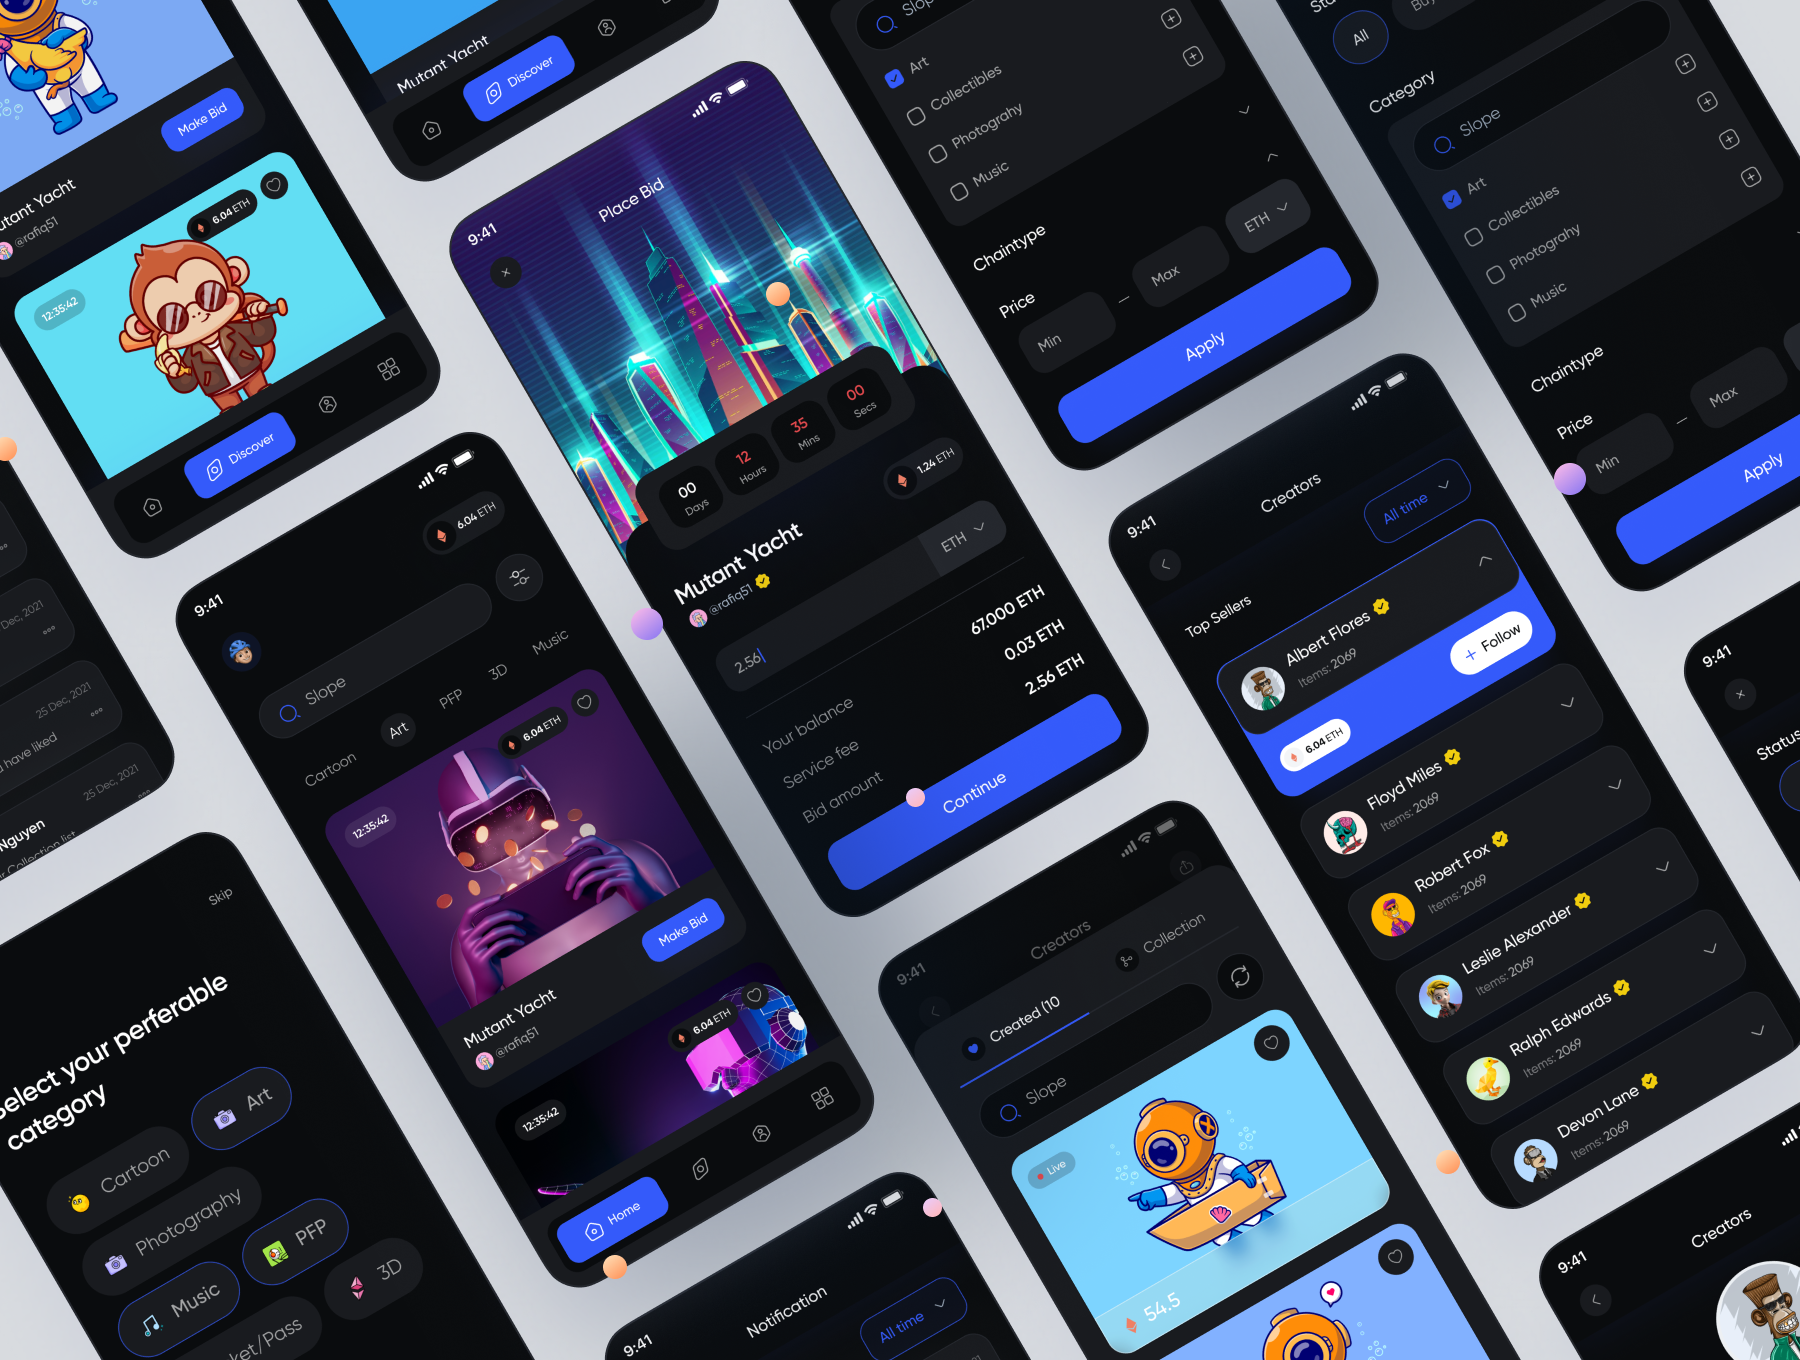 Make Bid
Mutant Yacht
@rafiq51
6.04 ETH
12:35:42
Discover
Mutant Yacht
Discover
Dec, 2021
25 Dec, 2021
have liked
25 Dec, 2021
Nguyen
Collection list
Skip
Select your perferable
category
Cartoon
Art
Photography
Music
PFP
ket/Pass
3D
9:41
6.04 ETH
Slope
Cartoon
Art
PFP
3D
Music
12:35:42
6.04 ETH
Mutant Yacht
@rafiq51
Make Bid
12:35:42
6.04 ETH
Home
9:41
Place Bid
00
Days
12
Hours
35
Mins
00
Secs
Mutant Yacht
@rafiq51
1.24 ETH
2.56
ETH
Your balance
67.000 ETH
Service fee
0.03 ETH
Bid amount
2.56 ETH
Continue
9:41
Notification
All time
Slope
Art
Collectibles
Photograhy
Music
Chaintype
Price
Min
–
Max
ETH
Apply
9:41
Creators
Created (10
Collection
Slope
Live
54.5
9:41
Creators
Top Sellers
All time
Albert Flores
Items: 2069
6.04 ETH
+ Follow
Floyd Miles
Items: 2069
Robert Fox
Items: 2069
Leslie Alexander
Items: 2069
Ralph Edwards
Items: 2069
Devon Lane
Items: 2069
All
Category
Slope
Art
Collectibles
Photograhy
Music
Chaintype
Price
Min
–
Max
Apply
9:41
Status
9:41
Creators